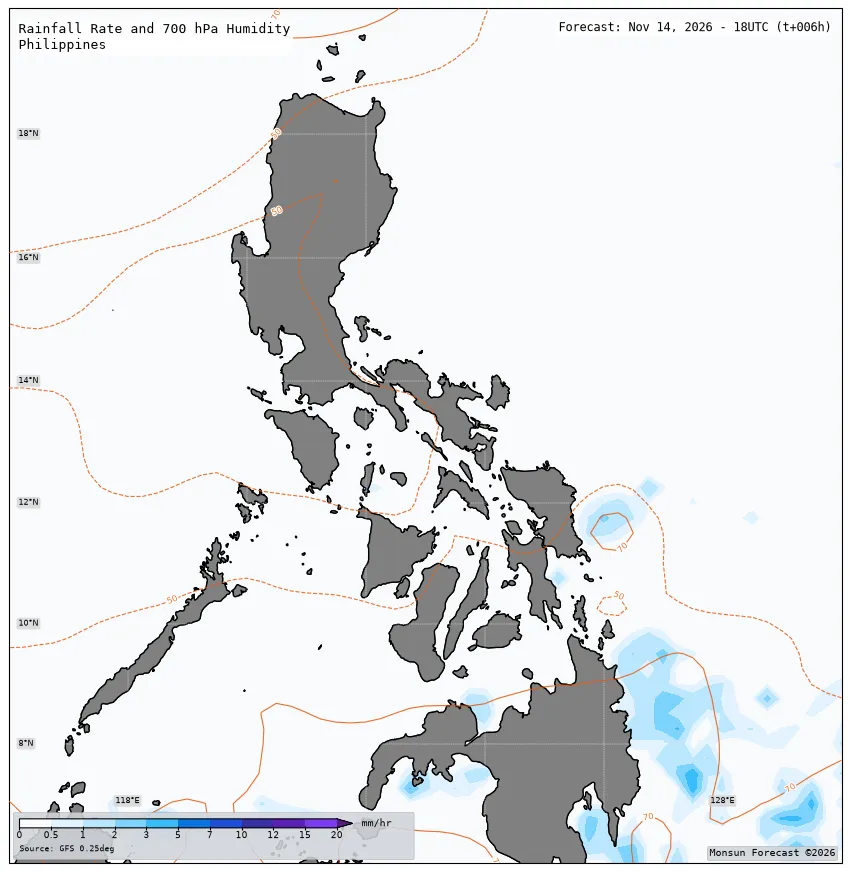 Rainfall Rate and 700 hPa Humidity
Philippines
Forecast: Nov 14, 2026 - 18UTC (t+006h)
70
18°N
50
50
16°N
14°N
12°N
70
50
50
10°N
8°N
118°E
128°E
70
70
0 0.5 1 2 3 5 7 10 12 15 20 mm/hr
Source: GFS 0.25deg
Monsun Forecast ©2026